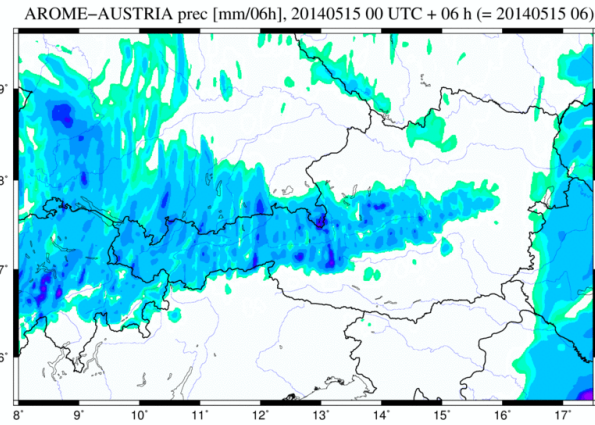 AROME−AUSTRIA prec [mm/06h], 20140515 00 UTC + 06 h (= 20140515 06)
9˚
8˚
7˚
6˚
8˚ 9˚ 10˚ 11˚ 12˚ 13˚ 14˚ 15˚ 16˚ 17˚